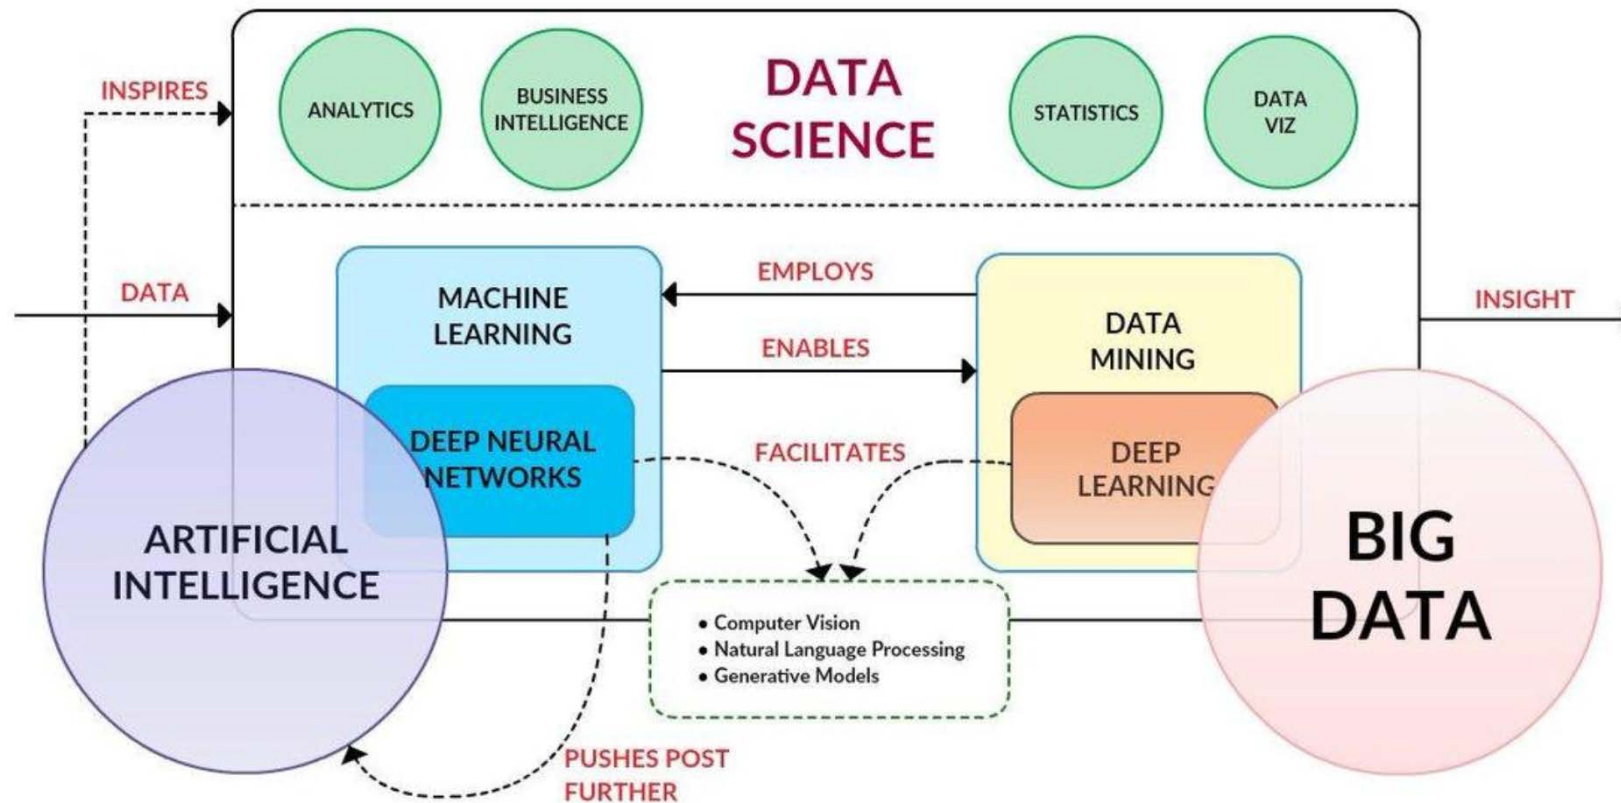 INSPIRES
ANALYTICS
BUSINESS
INTELLIGENCE
DATA
SCIENCE
STATISTICS
DATA
VIZ
DATA
MACHINE
LEARNING
EMPLOYS
ENABLES
DATA
MINING
INSIGHT
DEEP NEURAL
NETWORKS
FACILITATES
DEEP
LEARNING
ARTIFICIAL
INTELLIGENCE
BIG
DATA
• Computer Vision
• Natural Language Processing
• Generative Models
PUSHES POST
FURTHER